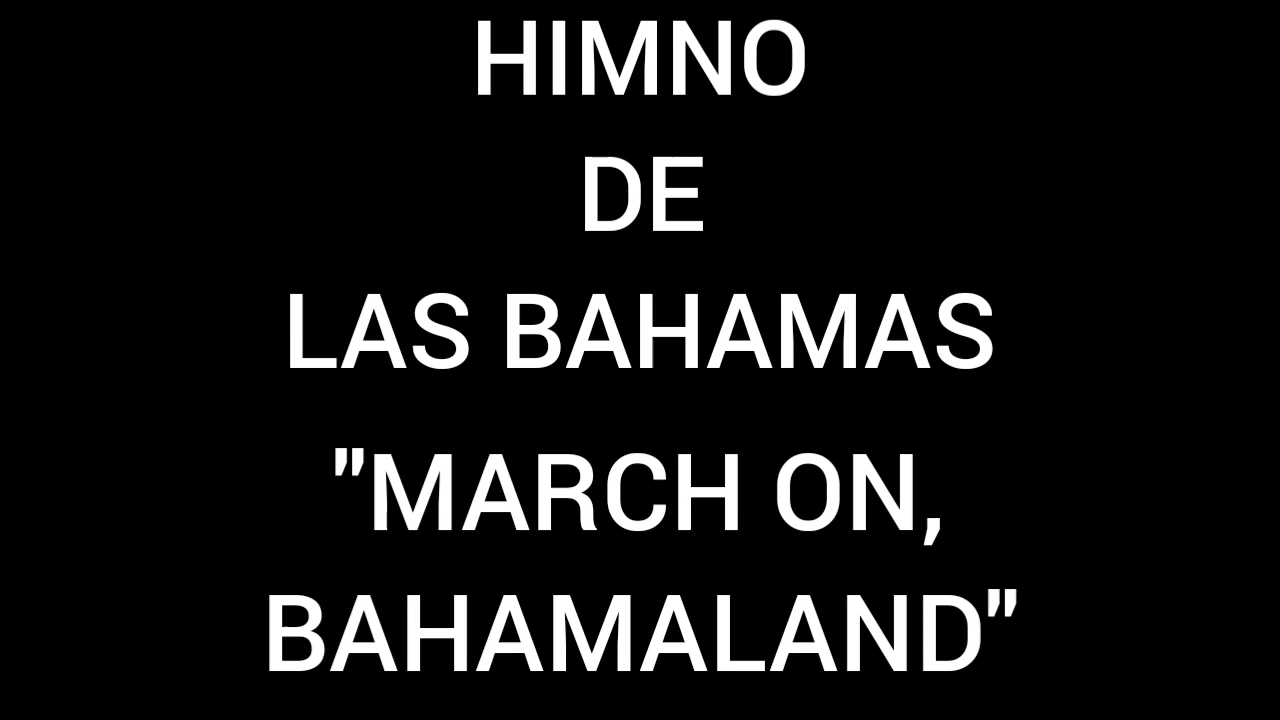 HIMNO
DE
LAS BAHAMAS
"MARCH ON,
BAHAMALAND"